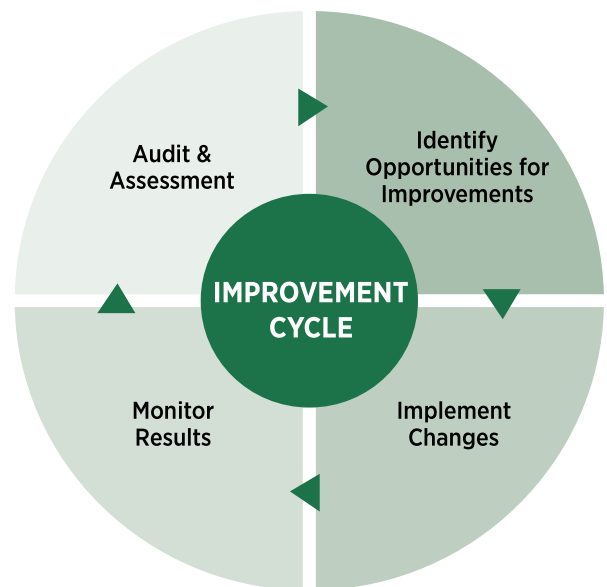 Audit &
Assessment
Identify
Opportunities for
Improvements
IMPROVEMENT
CYCLE
Monitor
Results
Implement
Changes